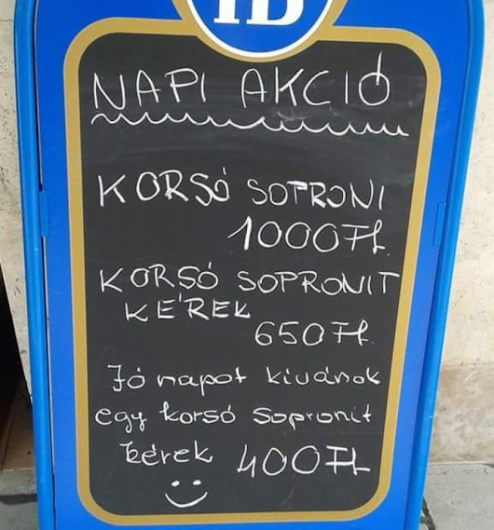 NAPI AKCIÓ
KORSÓ SOPRONI
1000Ft.
KORSÓ SOPRONIT
KÉREK
650Ft.
Jó napot kívánok
egy korsó sopronit
kérek 400Ft